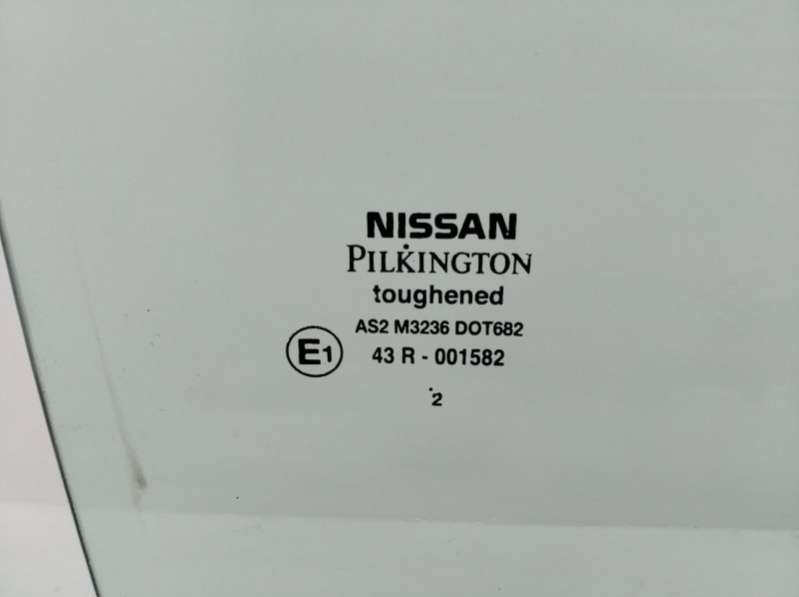 NISSAN
PILKINGTON
toughened
AS2 M3236 DOT682
E1 43 R - 001582
2